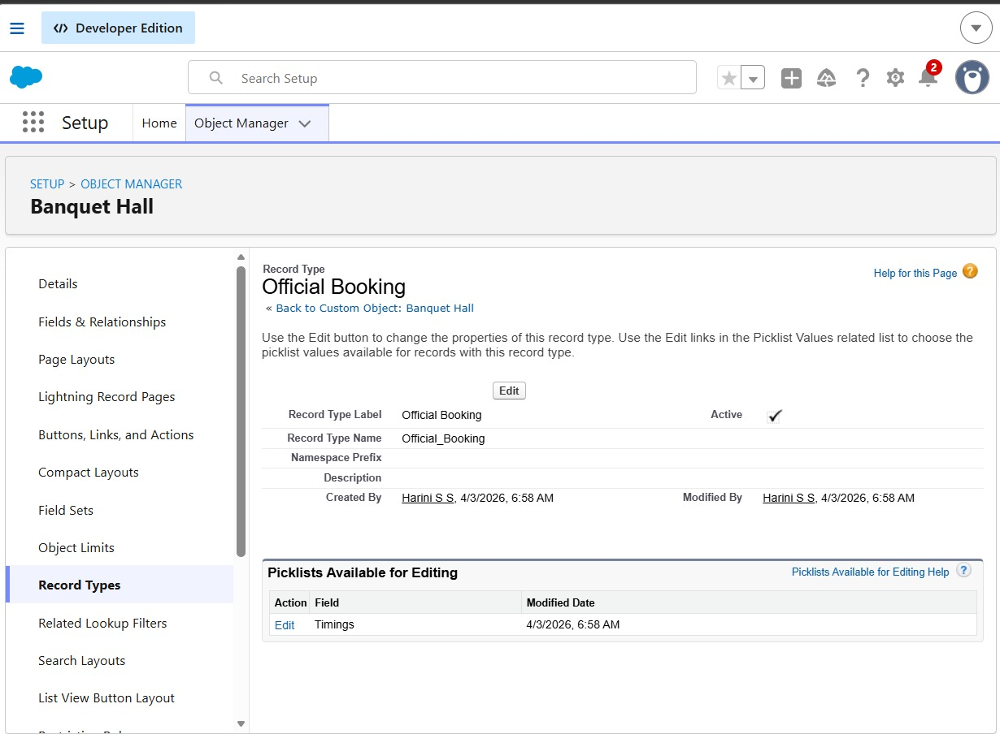 Developer Edition
Search Setup
2
Setup
Home
Object Manager
SETUP > OBJECT MANAGER
Banquet Hall
Details
Fields & Relationships
Page Layouts
Lightning Record Pages
Buttons, Links, and Actions
Compact Layouts
Field Sets
Object Limits
Record Types
Related Lookup Filters
Search Layouts
List View Button Layout
Record Type
Official Booking
Help for this Page ?
« Back to Custom Object: Banquet Hall
Use the Edit button to change the properties of this record type. Use the Edit links in the Picklist Values related list to choose the
picklist values available for records with this record type.
Edit
Record Type Label Official Booking Active
Record Type Name Official_Booking
Namespace Prefix
Description
Created By Harini S S, 4/3/2026, 6:58 AM Modified By Harini S S, 4/3/2026, 6:58 AM
Picklists Available for Editing Picklists Available for Editing Help ?
Action Field Modified Date
Edit Timings 4/3/2026, 6:58 AM